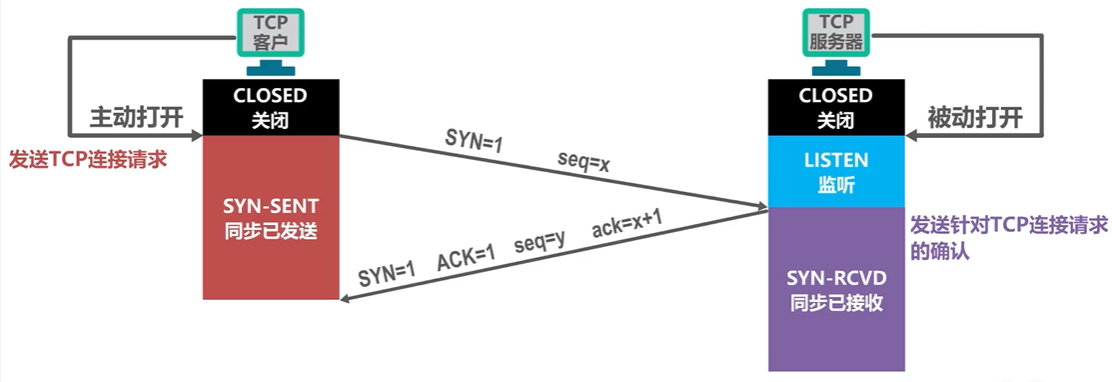 TCP
客户
TCP
服务器
CLOSED
关闭
CLOSED
关闭
主动打开
被动打开
发送TCP连接请求
SYN=1 seq=x
LISTEN
监听
SYN-SENT
同步已发送
SYN=1 ACK=1 seq=y ack=x+1
发送针对TCP连接请求
的确认
SYN-RCVD
同步已接收